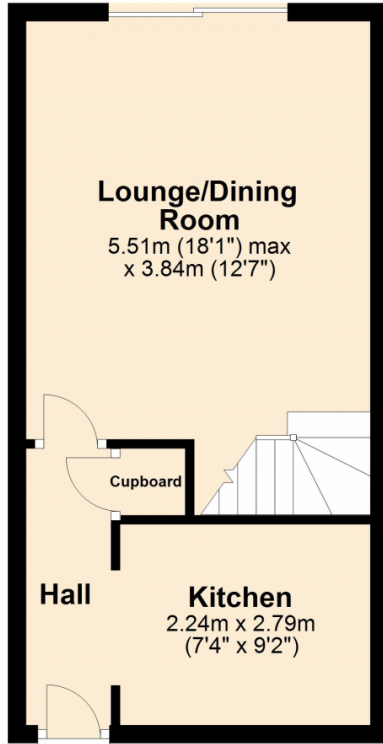 Lounge/Dining
Room
5.51m (18'1") max
x 3.84m (12'7")
Cupboard
Hall
Kitchen
2.24m x 2.79m
(7'4" x 9'2")